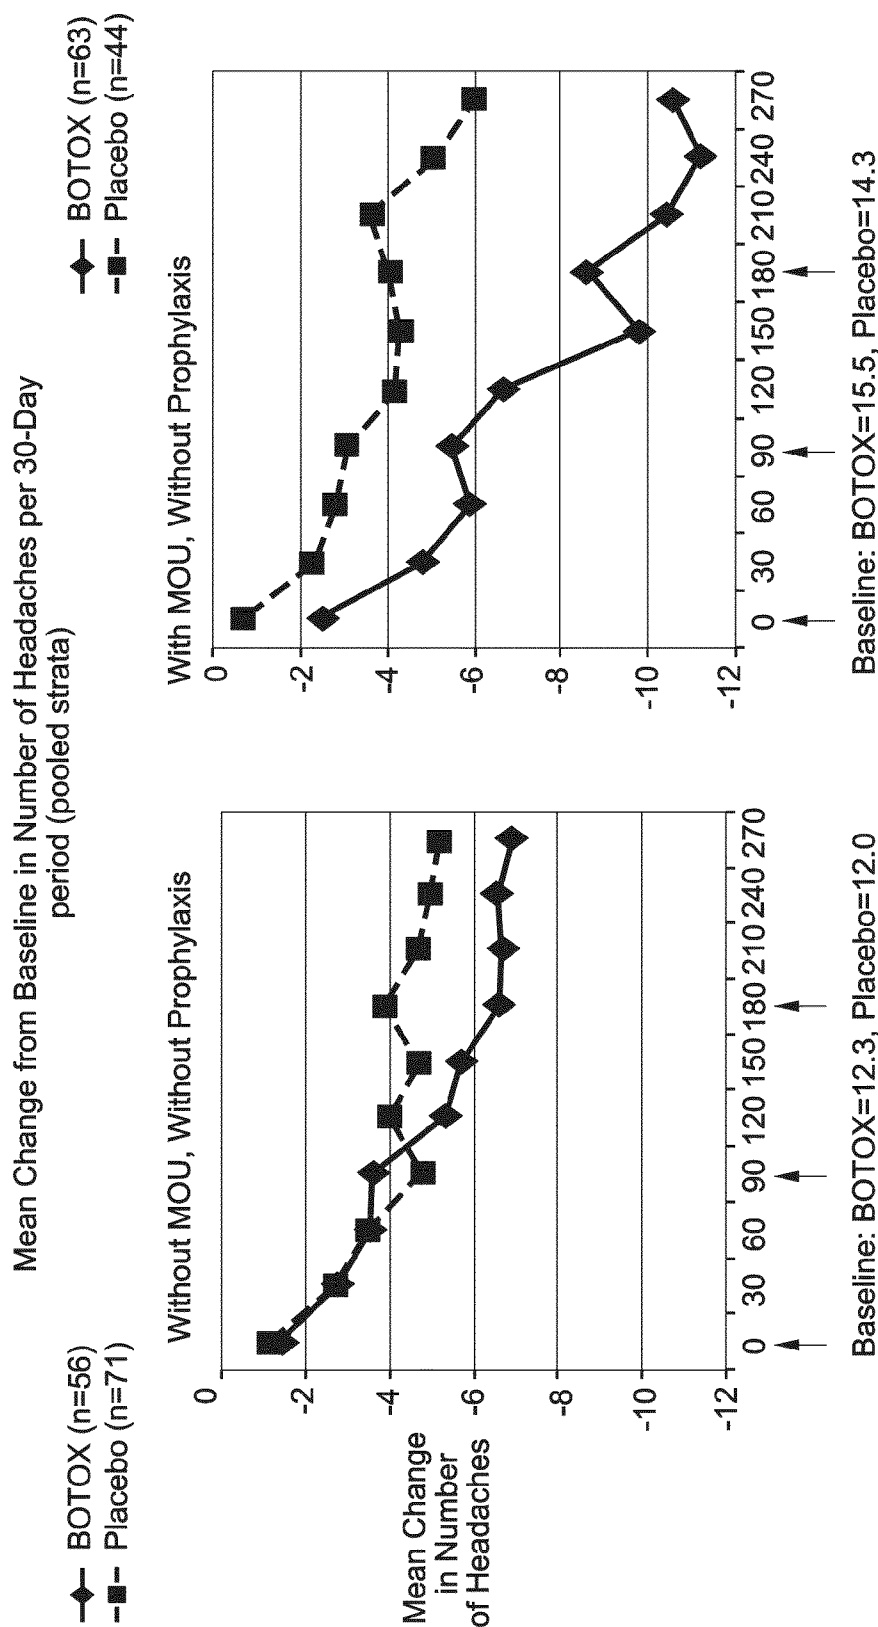 Mean Change from Baseline in Number of Headaches per 30-Day
period (pooled strata)
BOTOX (n=56)
Placebo (n=71)
BOTOX (n=63)
Placebo (n=44)
Without MOU, Without Prophylaxis
Mean Change
in Number
of Headaches
0
-2
-4
-6
-8
-10
-12
0 30 60 90 120 150 180 210 240 270
Baseline: BOTOX=12.3, Placebo=12.0
With MOU, Without Prophylaxis
0
-2
-4
-6
-8
-10
-12
0 30 60 90 120 150 180 210 240 270
Baseline: BOTOX=15.5, Placebo=14.3